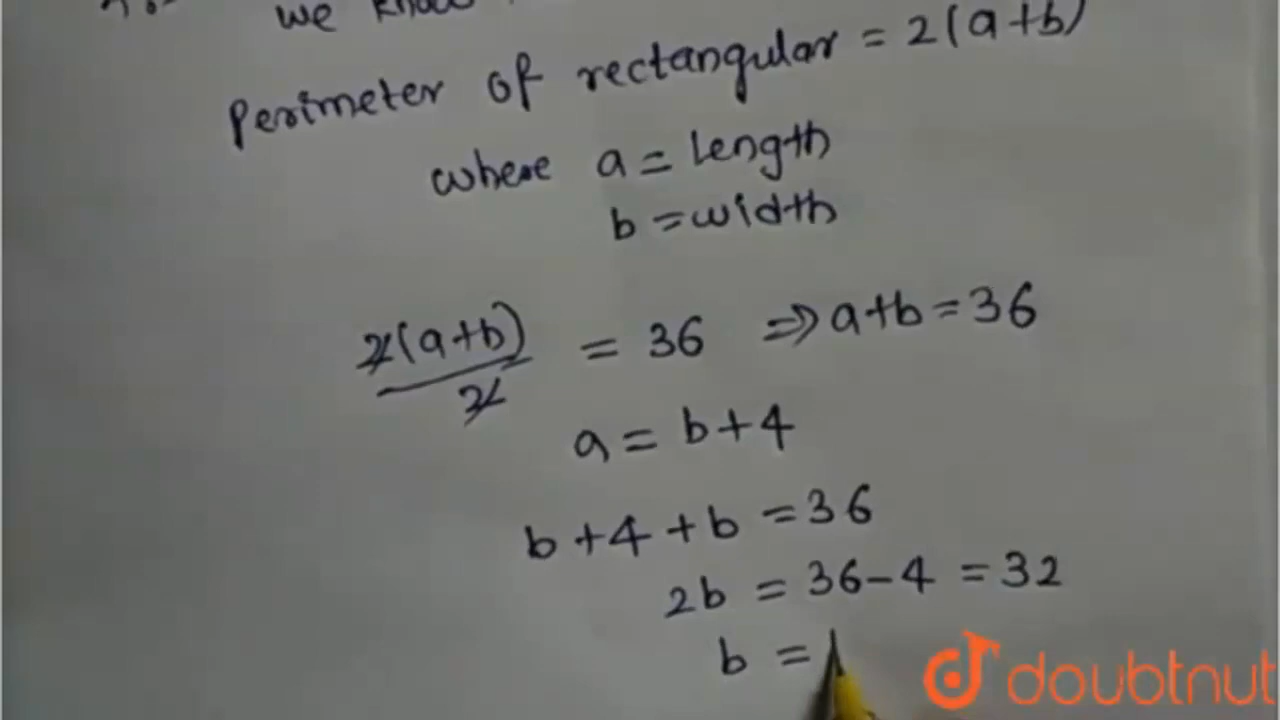 we know
Perimeter of rectangular = 2(a+b)
where a = Length
b = width
2(a+b)/2 = 36 ⇒ a+b = 36
a = b+4
b+4+b = 36
2b = 36-4 = 32
b =
doubtnut